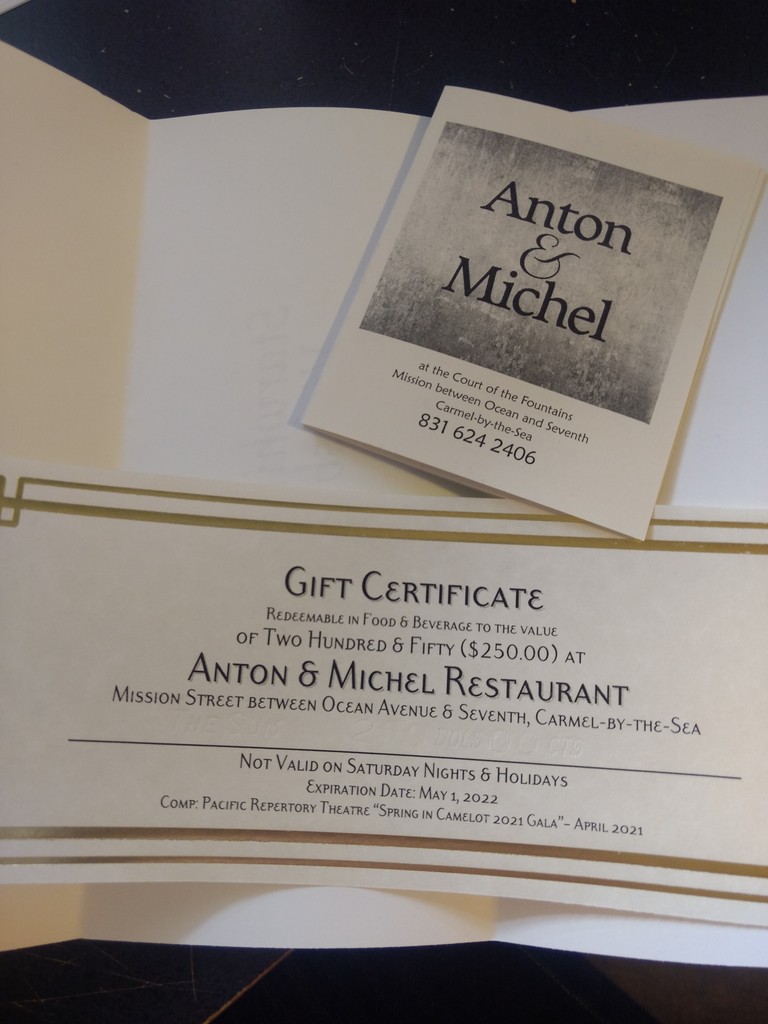 Anton
&
Michel
at the Court of the Fountains
Mission between Ocean and Seventh
Carmel-by-the-Sea
831 624 2406
Gift Certificate
Redeemable in Food & Beverage to the value
of Two Hundred & Fifty ($250.00) at
Anton & Michel Restaurant
Mission Street between Ocean Avenue & Seventh, Carmel-by-the-Sea
Not Valid on Saturday Nights & Holidays
Expiration Date: May 1, 2022
Comp: Pacific Repertory Theatre "Spring in Camelot 2021 Gala"- April 2021